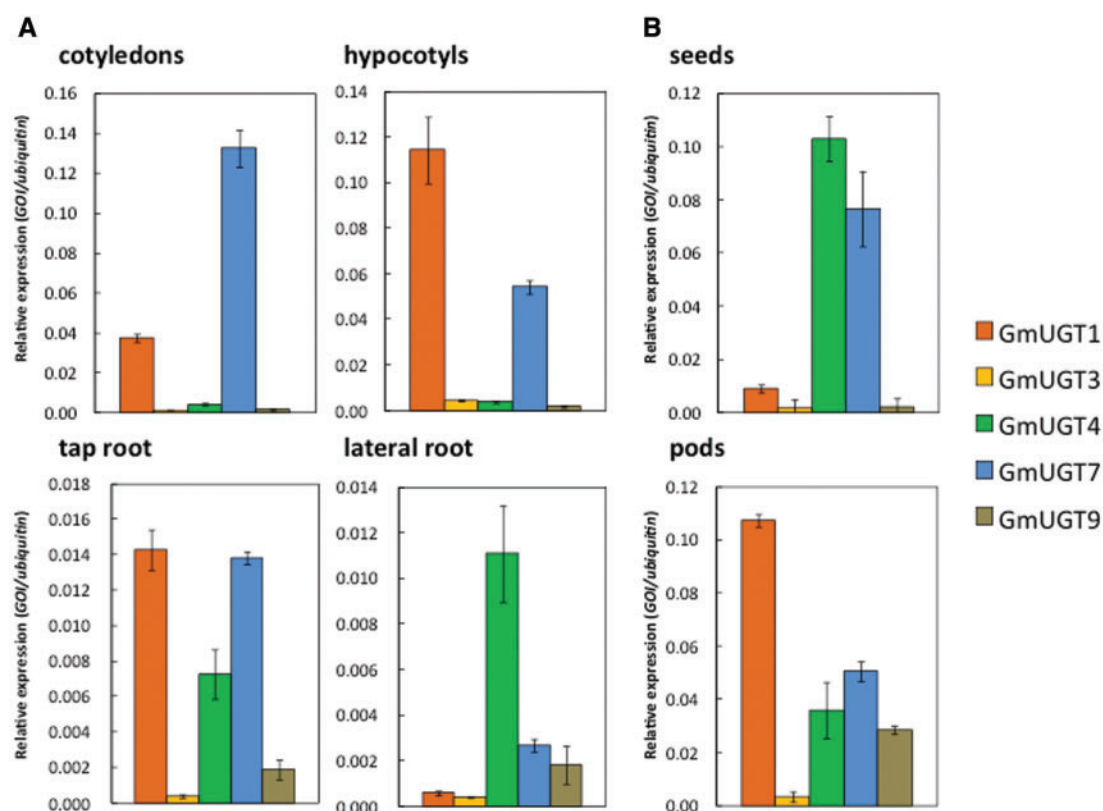 A
B
cotyledons
hypocotyls
seeds
Relative expression (GOI/ubiquitin)
0.16
0.14
0.12
0.10
0.08
0.06
0.04
0.02
0.00
0.14
0.12
0.10
0.08
0.06
0.04
0.02
0.00
Relative expression (GOI/ubiquitin)
0.12
0.10
0.08
0.06
0.04
0.02
0.00
GmUGT1
GmUGT3
GmUGT4
GmUGT7
GmUGT9
tap root
lateral root
pods
Relative expression (GOI/ubiquitin)
0.018
0.016
0.014
0.012
0.010
0.008
0.006
0.004
0.002
0.000
0.014
0.012
0.010
0.008
0.006
0.004
0.002
0.000
Relative expression (GOI/ubiquitin)
0.12
0.10
0.08
0.06
0.04
0.02
0.00